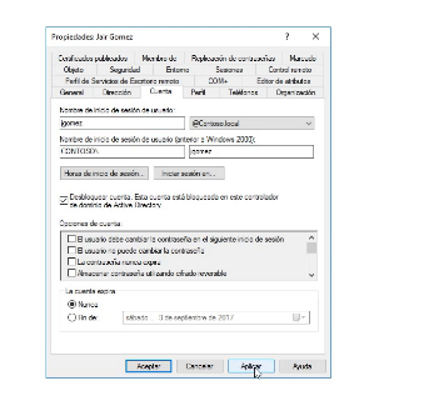 Propiedades: Jair Gomez
? ×
Certificados publicados Miembro de Replicación de contraseñas Marcado
Objeto Seguridad Entorno Sesiones Control remoto
Perfil de Servicios de Escritorio remoto COM+ Editor de atributos
General Dirección Cuenta Perfil Teléfonos Organización
Nombre de inicio de sesión de usuario:
jgomez @Contoso.local
Nombre de inicio de sesión de usuario (anterior a Windows 2000):
CONTOSO\ jgomez
Horas de inicio de sesión... Iniciar sesión en...
Desbloquear cuenta. Esta cuenta está bloqueada en este controlador
de dominio de Active Directory
Opciones de cuenta:
El usuario debe cambiar la contraseña en el siguiente inicio de sesión
El usuario no puede cambiar la contraseña
La contraseña nunca expira
Almacenar contraseña utilizando cifrado reversible
La cuenta expira
Nunca
Fin de: sábado , 9 de septiembre de 2017
Aceptar Cancelar Aplicar Ayuda